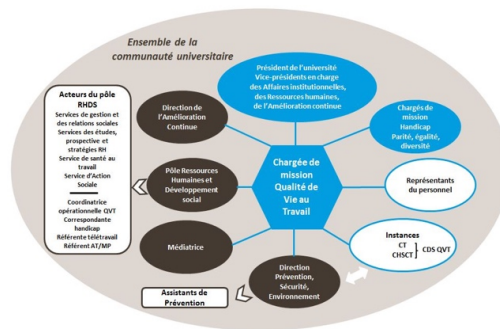 Ensemble de la
communauté universitaire
Président de l'université
Vice-présidents en charge
des Affaires institutionnelles,
des Ressources humaines,
de l'Amélioration continue
Acteurs du pôle
RHDS
Services de gestion et
des relations sociales
Services des études,
prospective et
stratégies RH
Service de santé au
travail
Service d'Action
Sociale
Coordinatrice
opérationnelle QVT
Correspondante
handicap
Référente télétravail
Référent AT/MP
Direction de
l'Amélioration
Continue
Chargés de
mission
Handicap
Parité, égalité,
diversité
Pôle Ressources
Humaines et
Développement
social
Chargée de
mission
Qualité de
Vie au
Travail
Représentants
du personnel
Médiatrice
Instances
CT
CHSCT
CDS QVT
Direction
Prévention,
Sécurité,
Environnement
Assistants de
Prévention